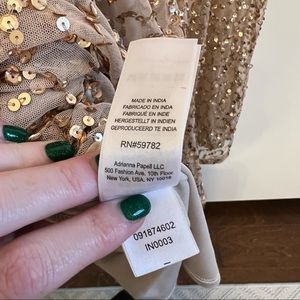 MADE IN INDIA
FABRICADO EN INDIA
FABRIQUÉ EN INDE
HERGESTELLT IN INDIEN
GEPRODUCEERD TE INDIA
RN#59782
Adrianna Papell LLC
500 Fashion Ave, 10th Floor
New York, USA, NY 10018
091874602
IN0003